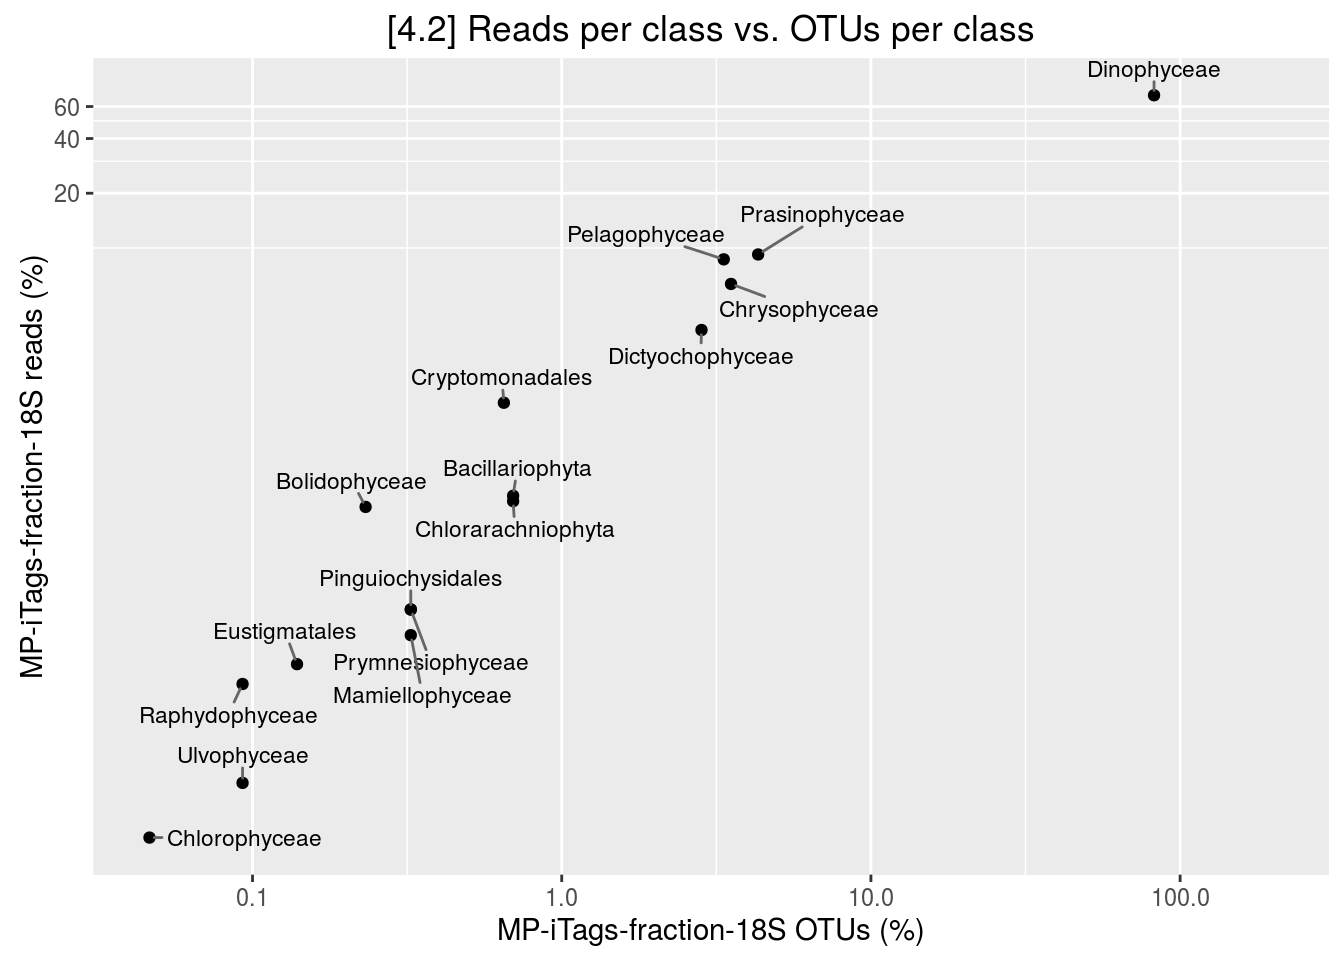 [4.2] Reads per class vs. OTUs per class
Dinophyceae
60
40
20
Prasinophyceae
Pelagophyceae
Chrysophyceae
Dictyochophyceae
Cryptomonadales
Bacillariophyta
Bolidophyceae
Chlorarachniophyta
Pinguiochysidales
Eustigmatales
Prymnesiophyceae
Mamiellophyceae
Raphydophyceae
Ulvophyceae
Chlorophyceae
MP-iTags-fraction-18S reads (%)
0.1 1.0 10.0 100.0
MP-iTags-fraction-18S OTUs (%)